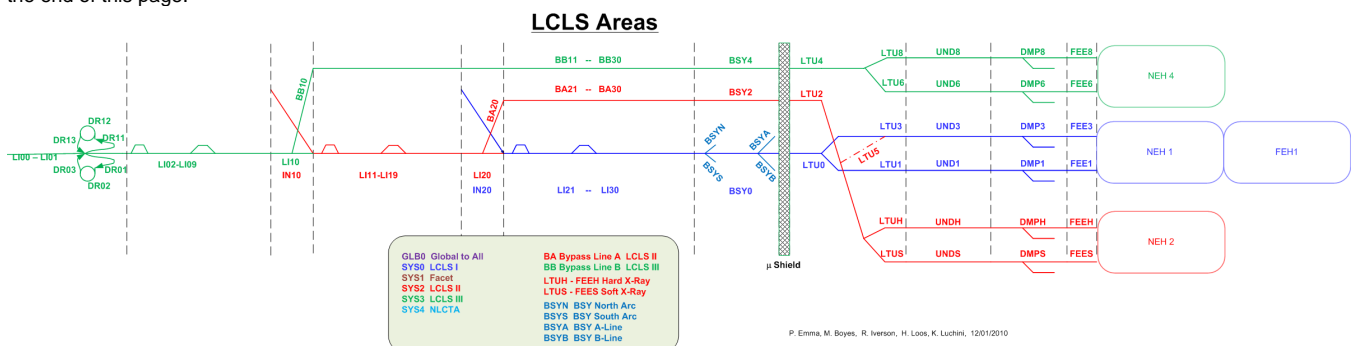 the end of this page.
LCLS Areas
BB11 -- BB30
BSY4
LTU4
LTU8
UND8
DMP8
FEE8
NEH 4
BB10
BA21 -- BA30
BSY2
LTU2
LTU6
UND6
DMP6
FEE6
BA20
DR12
DR13
DR11
BSYN
BSYA
LTU3
UND3
DMP3
FEE3
LI00 – LI01
LI02-LI09
LI10
IN10
LI11-LI19
LI20
IN20
LI21 -- LI30
BSYS
BSYB
BSY0
LTU0
LTU5
LTU1
UND1
DMP1
FEE1
NEH 1
FEH1
DR03
DR01
DR02
LTUH
UNDH
DMPH
FEEH
NEH 2
LTUS
UNDS
DMPS
FEES
μ Shield
GLB0 Global to All
SYS0 LCLS I
SYS1 Facet
SYS2 LCLS II
SYS3 LCLS III
SYS4 NLCTA
BA Bypass Line A LCLS II
BB Bypass Line B LCLS III
LTUH - FEEH Hard X-Ray
LTUS - FEES Soft X-Ray
BSYN BSY North Arc
BSYS BSY South Arc
BSYA BSY A-Line
BSYB BSY B-Line
P. Emma, M. Boyes, R. Iverson, H. Loos, K. Luchini, 12/01/2010